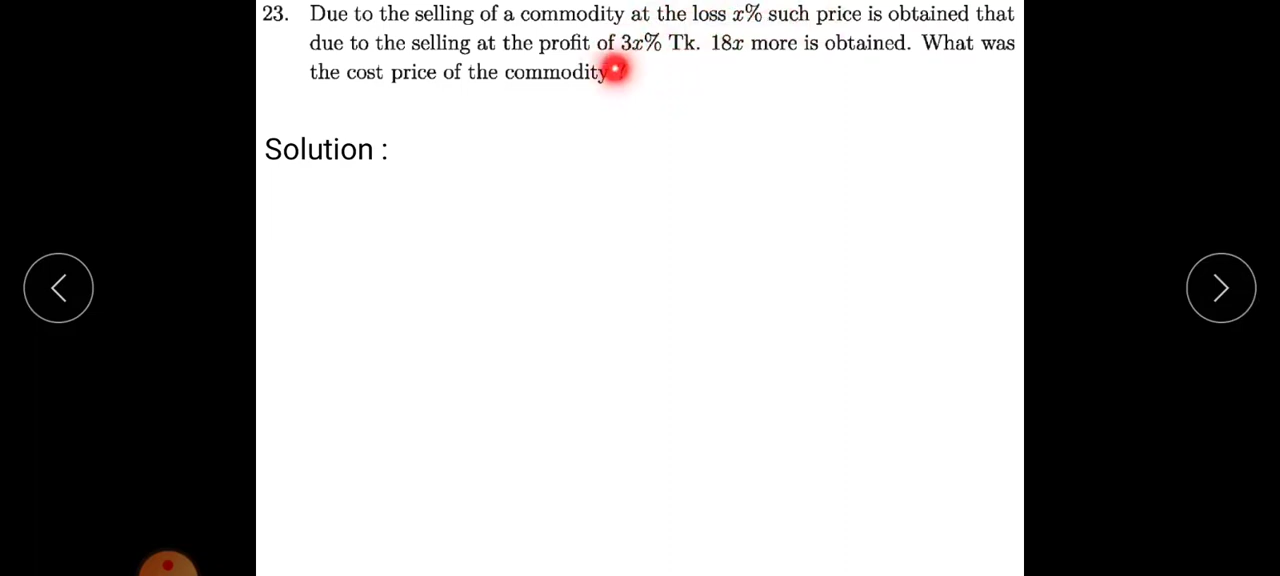 23. Due to the selling of a commodity at the loss x% such price is obtained that
due to the selling at the profit of 3x% Tk. 18x more is obtained. What was
the cost price of the commodity ?
Solution :